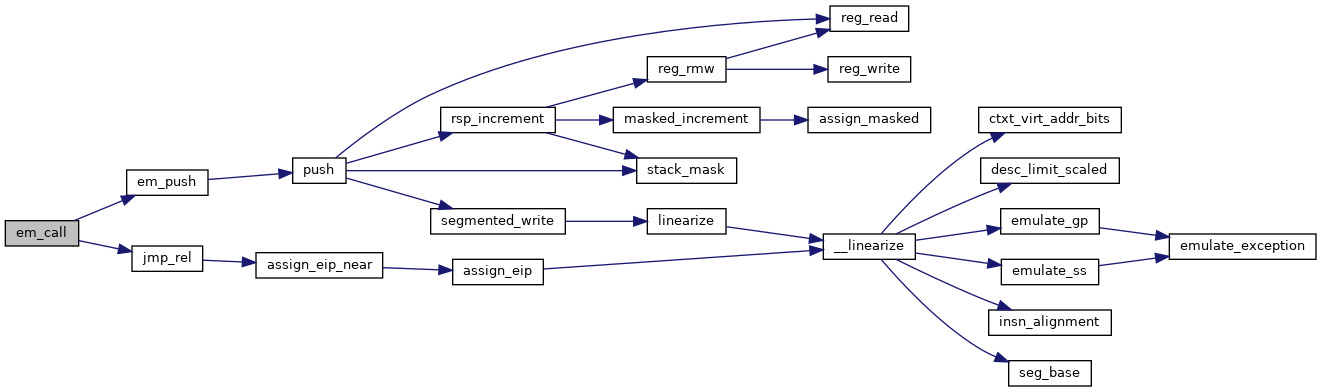 reg_read
reg_rmw
reg_write
rsp_increment
masked_increment
assign_masked
ctxt_virt_addr_bits
push
stack_mask
desc_limit_scaled
em_push
segmented_write
linearize
emulate_gp
em_call
__linearize
emulate_exception
jmp_rel
assign_eip_near
assign_eip
emulate_ss
insn_alignment
seg_base